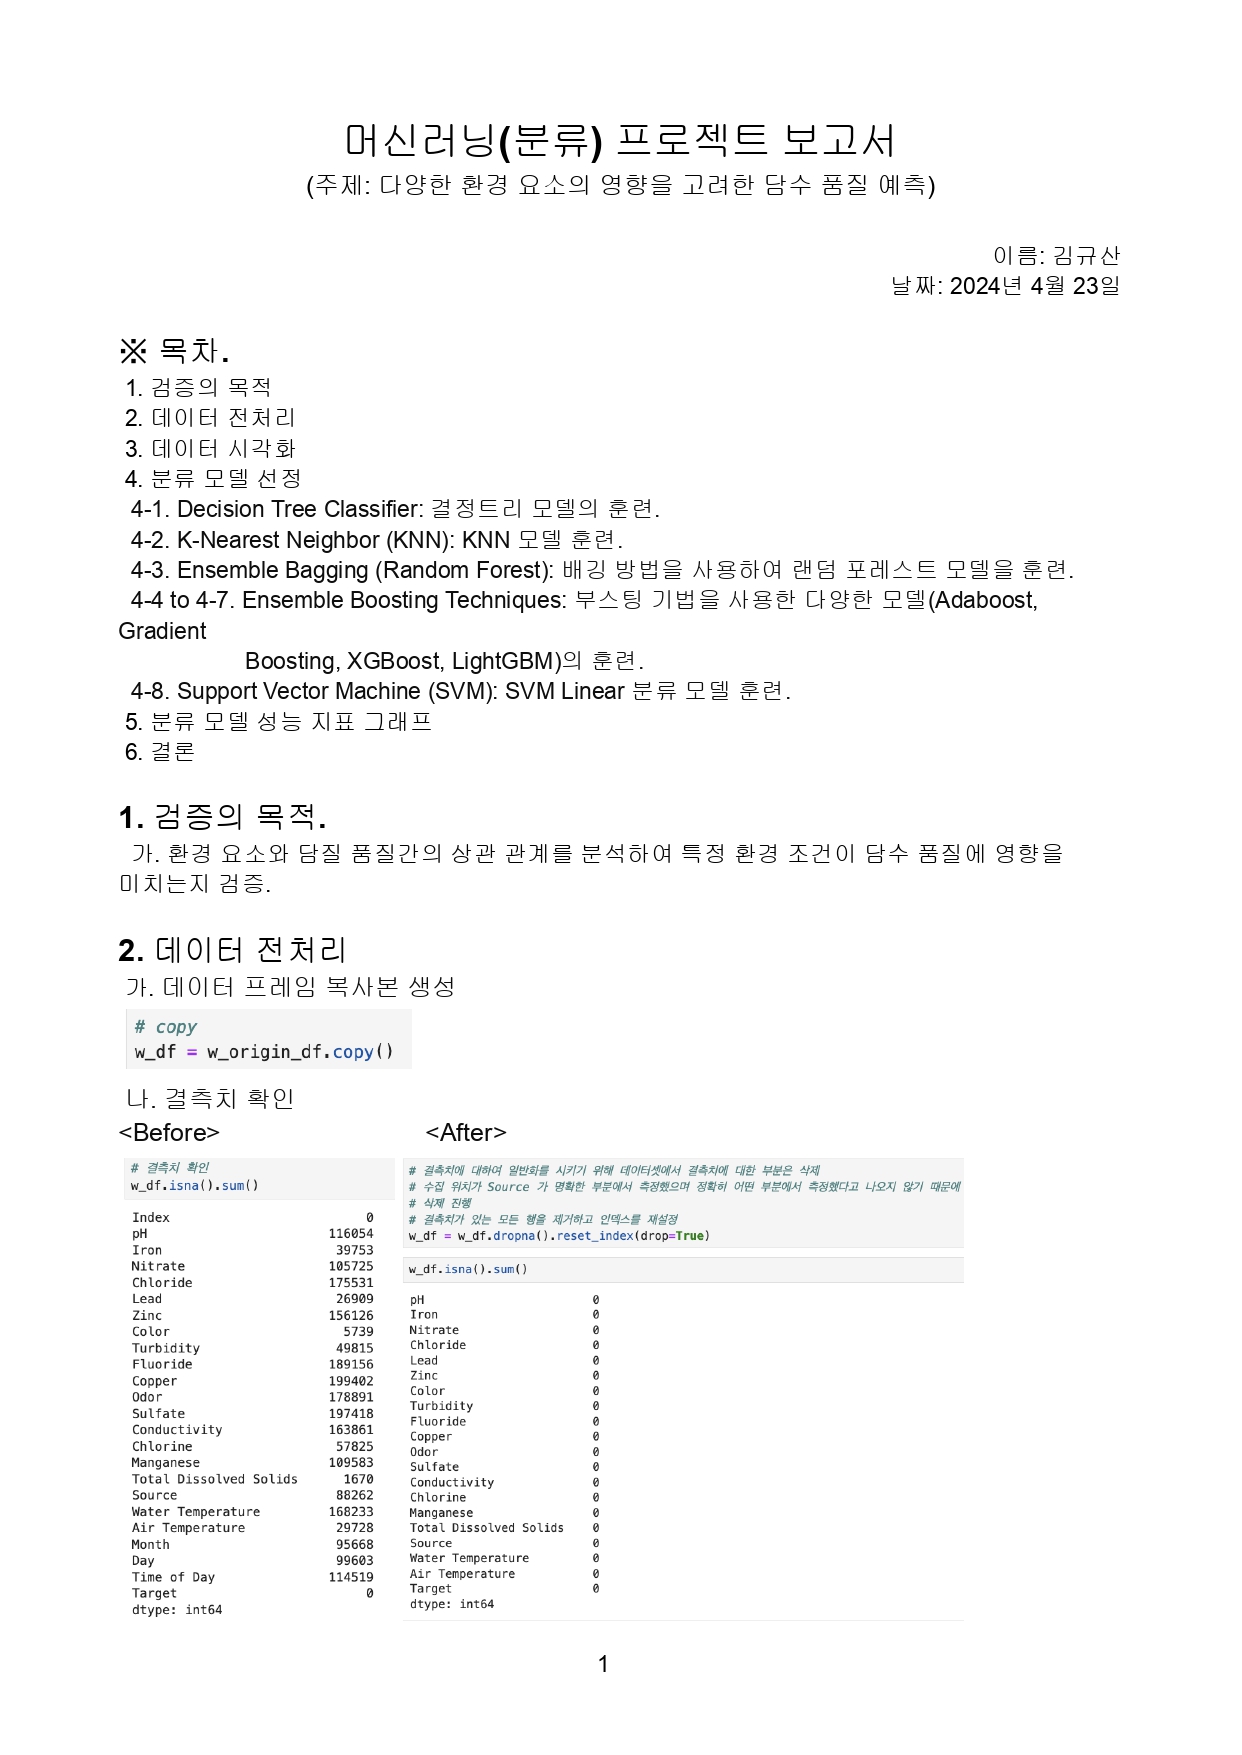 머신러닝(분류) 프로젝트 보고서
(주제: 다양한 환경 요소의 영향을 고려한 담수 품질 예측)
이름: 김규산
날짜: 2024년 4월 23일
※ 목차.
1. 검증의 목적
2. 데이터 전처리
3. 데이터 시각화
4. 분류 모델 선정
4-1. Decision Tree Classifier: 결정트리 모델의 훈련.
4-2. K-Nearest Neighbor (KNN): KNN 모델 훈련.
4-3. Ensemble Bagging (Random Forest): 배깅 방법을 사용하여 랜덤 포레스트 모델을 훈련.
4-4 to 4-7. Ensemble Boosting Techniques: 부스팅 기법을 사용한 다양한 모델(Adaboost,
Gradient
Boosting, XGBoost, LightGBM)의 훈련.
4-8. Support Vector Machine (SVM): SVM Linear 분류 모델 훈련.
5. 분류 모델 성능 지표 그래프
6. 결론
1. 검증의 목적.
가. 환경 요소와 담질 품질간의 상관 관계를 분석하여 특정 환경 조건이 담수 품질에 영향을
미치는지 검증.
2. 데이터 전처리
가. 데이터 프레임 복사본 생성
# copy
w_df = w_origin_df.copy()
나. 결측치 확인
<Before> <After>
# 결측치 확인
w_df.isna().sum()
Index 0
pH 116054
Iron 39753
Nitrate 105725
Chloride 175531
Lead 26909
Zinc 156126
Color 5739
Turbidity 49815
Fluoride 189156
Copper 199402
Odor 178891
Sulfate 197418
Conductivity 163861
Chlorine 57825
Manganese 109583
Total Dissolved Solids 1670
Source 88262
Water Temperature 168233
Air Temperature 29728
Month 95668
Day 99603
Time of Day 114519
Target 0
dtype: int64
# 결측치에 대하여 일반화를 시키기 위해 데이터셋에서 결측치에 대한 부분은 삭제
# 수집 위치가 Source 가 명확한 부분에서 측정했으며 정확히 어떤 부분에서 측정했다고 나오지 않기 때문에
# 삭제 진행
# 결측치가 있는 모든 행을 제거하고 인덱스를 재설정
w_df = w_df.dropna().reset_index(drop=True)
w_df.isna().sum()
pH 0
Iron 0
Nitrate 0
Chloride 0
Lead 0
Zinc 0
Color 0
Turbidity 0
Fluoride 0
Copper 0
Odor 0
Sulfate 0
Conductivity 0
Chlorine 0
Manganese 0
Total Dissolved Solids 0
Source 0
Water Temperature 0
Air Temperature 0
Target 0
dtype: int64
1